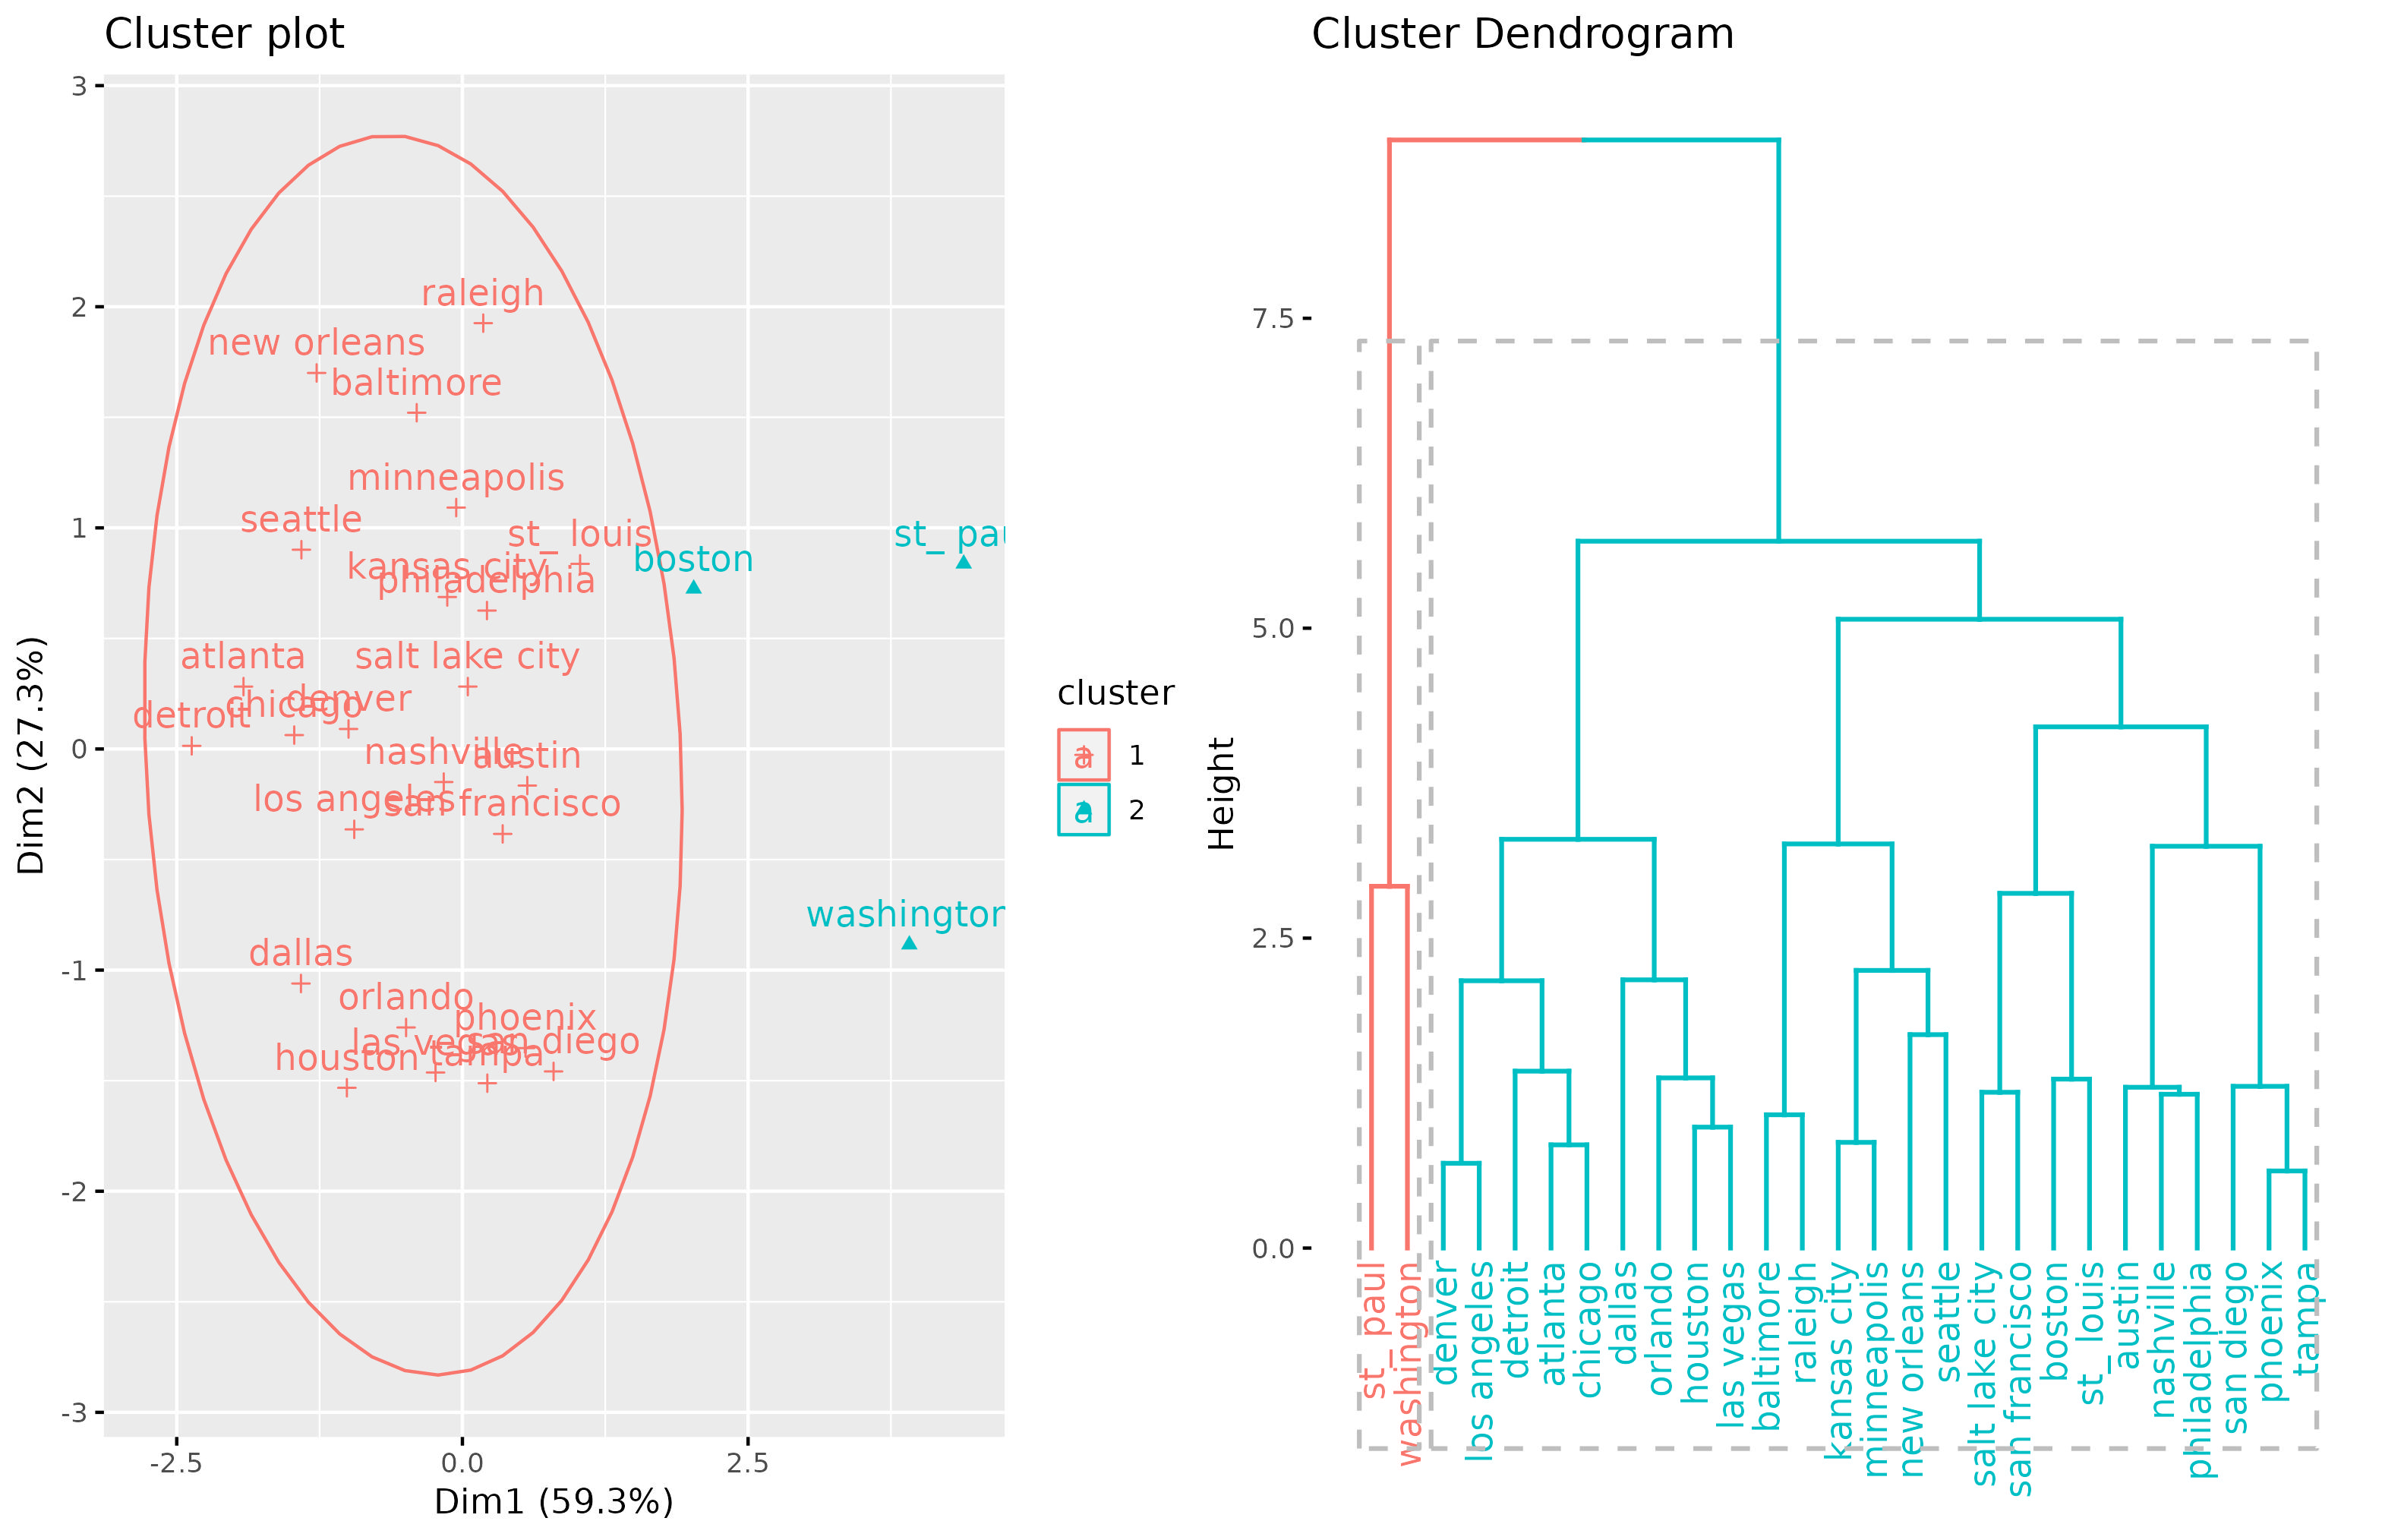 Cluster plot
3
2
1
0
-1
-2
-3
Dim2 (27.3%)
raleigh
new orleans
baltimore
minneapolis
seattle
st_ louis
st_ pau
boston
kansas city
philadelphia
atlanta
salt lake city
denver
chicago
detroit
nashville
austin
los angeles
san francisco
washington
dallas
orlando
phoenix
las vegas
san diego
houston
tampa
-2.5
0.0
2.5
Dim1 (59.3%)
cluster
a
1
a
2
Cluster Dendrogram
7.5
5.0
2.5
0.0
Height
st_ paul
washington
denver
los angeles
detroit
atlanta
chicago
dallas
orlando
houston
las vegas
baltimore
raleigh
kansas city
minneapolis
new orleans
seattle
salt lake city
san francisco
boston
st_ louis
austin
nashville
philadelphia
san diego
phoenix
tampa